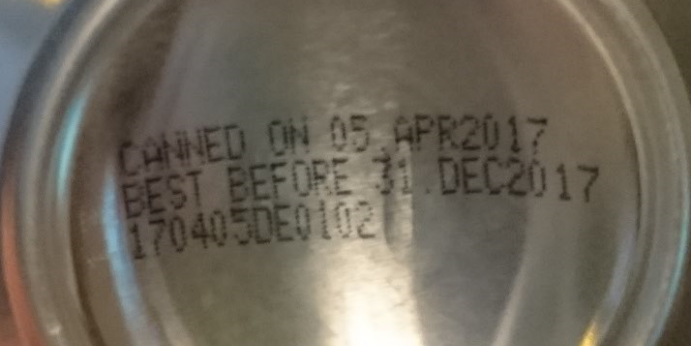 CANNED ON 05.APR2017
BEST BEFORE 31.DEC2017
170405DE0102